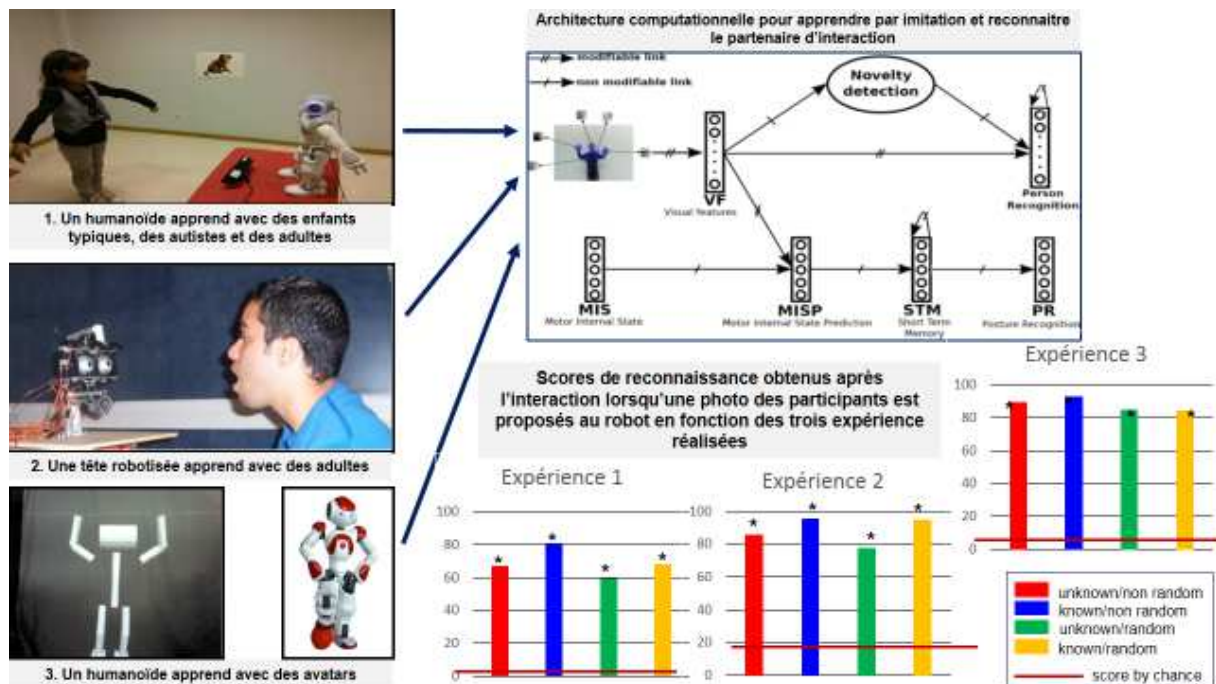 Architecture computationnelle pour apprendre par imitation et reconnaitre
le partenaire d'interaction
modifiable link
non modifiable link
Novelty
detection
VF
Visual features
Person
Recognition
MIS
Motor Internal State
MISP
Motor Internal State Prediction
STM
Short Term
Memory
PR
Posture Recognition
1. Un humanoïde apprend avec des enfants
typiques, des autistes et des adultes
2. Une tête robotisée apprend avec des adultes
3. Un humanoïde apprend avec des avatars
Scores de reconnaissance obtenus après
l'interaction lorsqu'une photo des participants est
proposés au robot en fonction des trois expérience
réalisées
Expérience 1
100
80
60
40
20
0
* * * *
Expérience 2
100
80
60
40
20
0
* * * *
Expérience 3
100
80
60
40
20
0
* * * *
unknown/non random
known/non random
unknown/random
known/random
score by chance